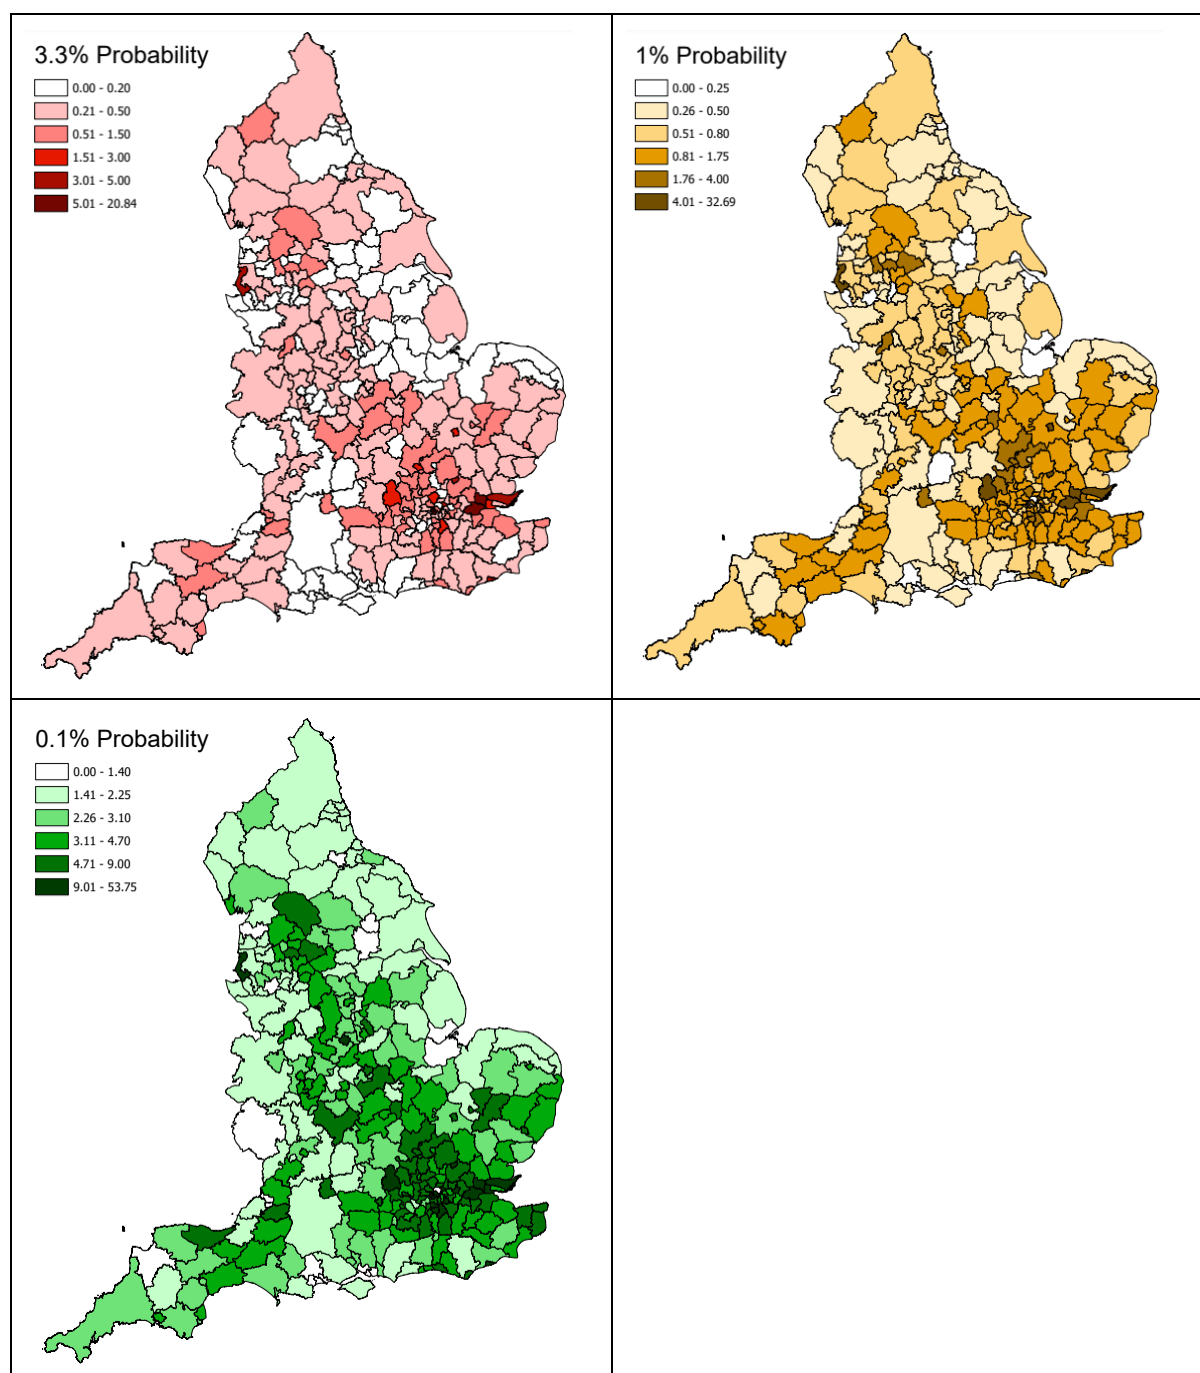 3.3% Probability
0.00 - 0.20
0.21 - 0.50
0.51 - 1.50
1.51 - 3.00
3.01 - 5.00
5.01 - 20.84
1% Probability
0.00 - 0.25
0.26 - 0.50
0.51 - 0.80
0.81 - 1.75
1.76 - 4.00
4.01 - 32.69
0.1% Probability
0.00 - 1.40
1.41 - 2.25
2.26 - 3.10
3.11 - 4.70
4.71 - 9.00
9.01 - 53.75